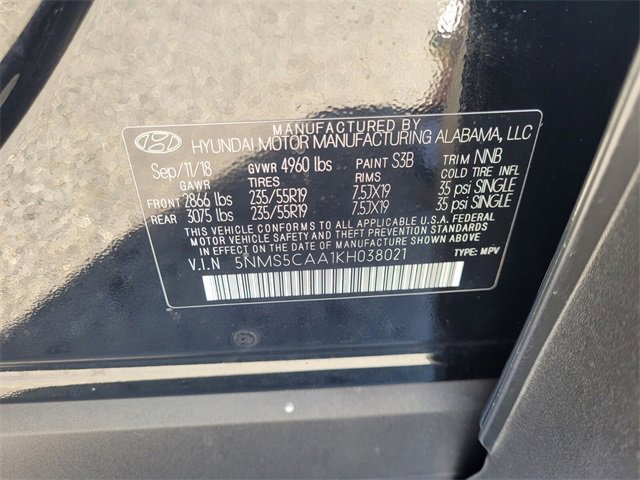 MANUFACTURED BY
HYUNDAI MOTOR MANUFACTURING ALABAMA, LLC
Sep/11/18 GVWR 4960 lbs PAINT S3B TRIM NNB
GAWR TIRES RIMS COLD TIRE INFL
FRONT 2866 lbs 235/55R19 7.5JX19 35 psi SINGLE
REAR 3075 lbs 235/55R19 7.5JX19 35 psi SINGLE
THIS VEHICLE CONFORMS TO ALL APPLICABLE U.S.A. FEDERAL
MOTOR VEHICLE SAFETY AND THEFT PREVENTION STANDARDS
IN EFFECT ON THE DATE OF MANUFACTURE SHOWN ABOVE.
V.I.N 5NMS5CAA1KH038021 TYPE: MPV